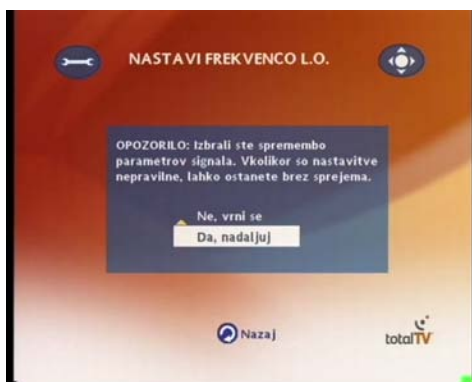 NASTAVI FREKVENCO L.O.
OPOZORILO: Izbrali ste spremembo
parametrov signala. Vkolikor so nastavitve
nepravilne, lahko ostanete brez sprejema.
Ne, vrni se
Da, nadaljuj
Nazaj
totalTV